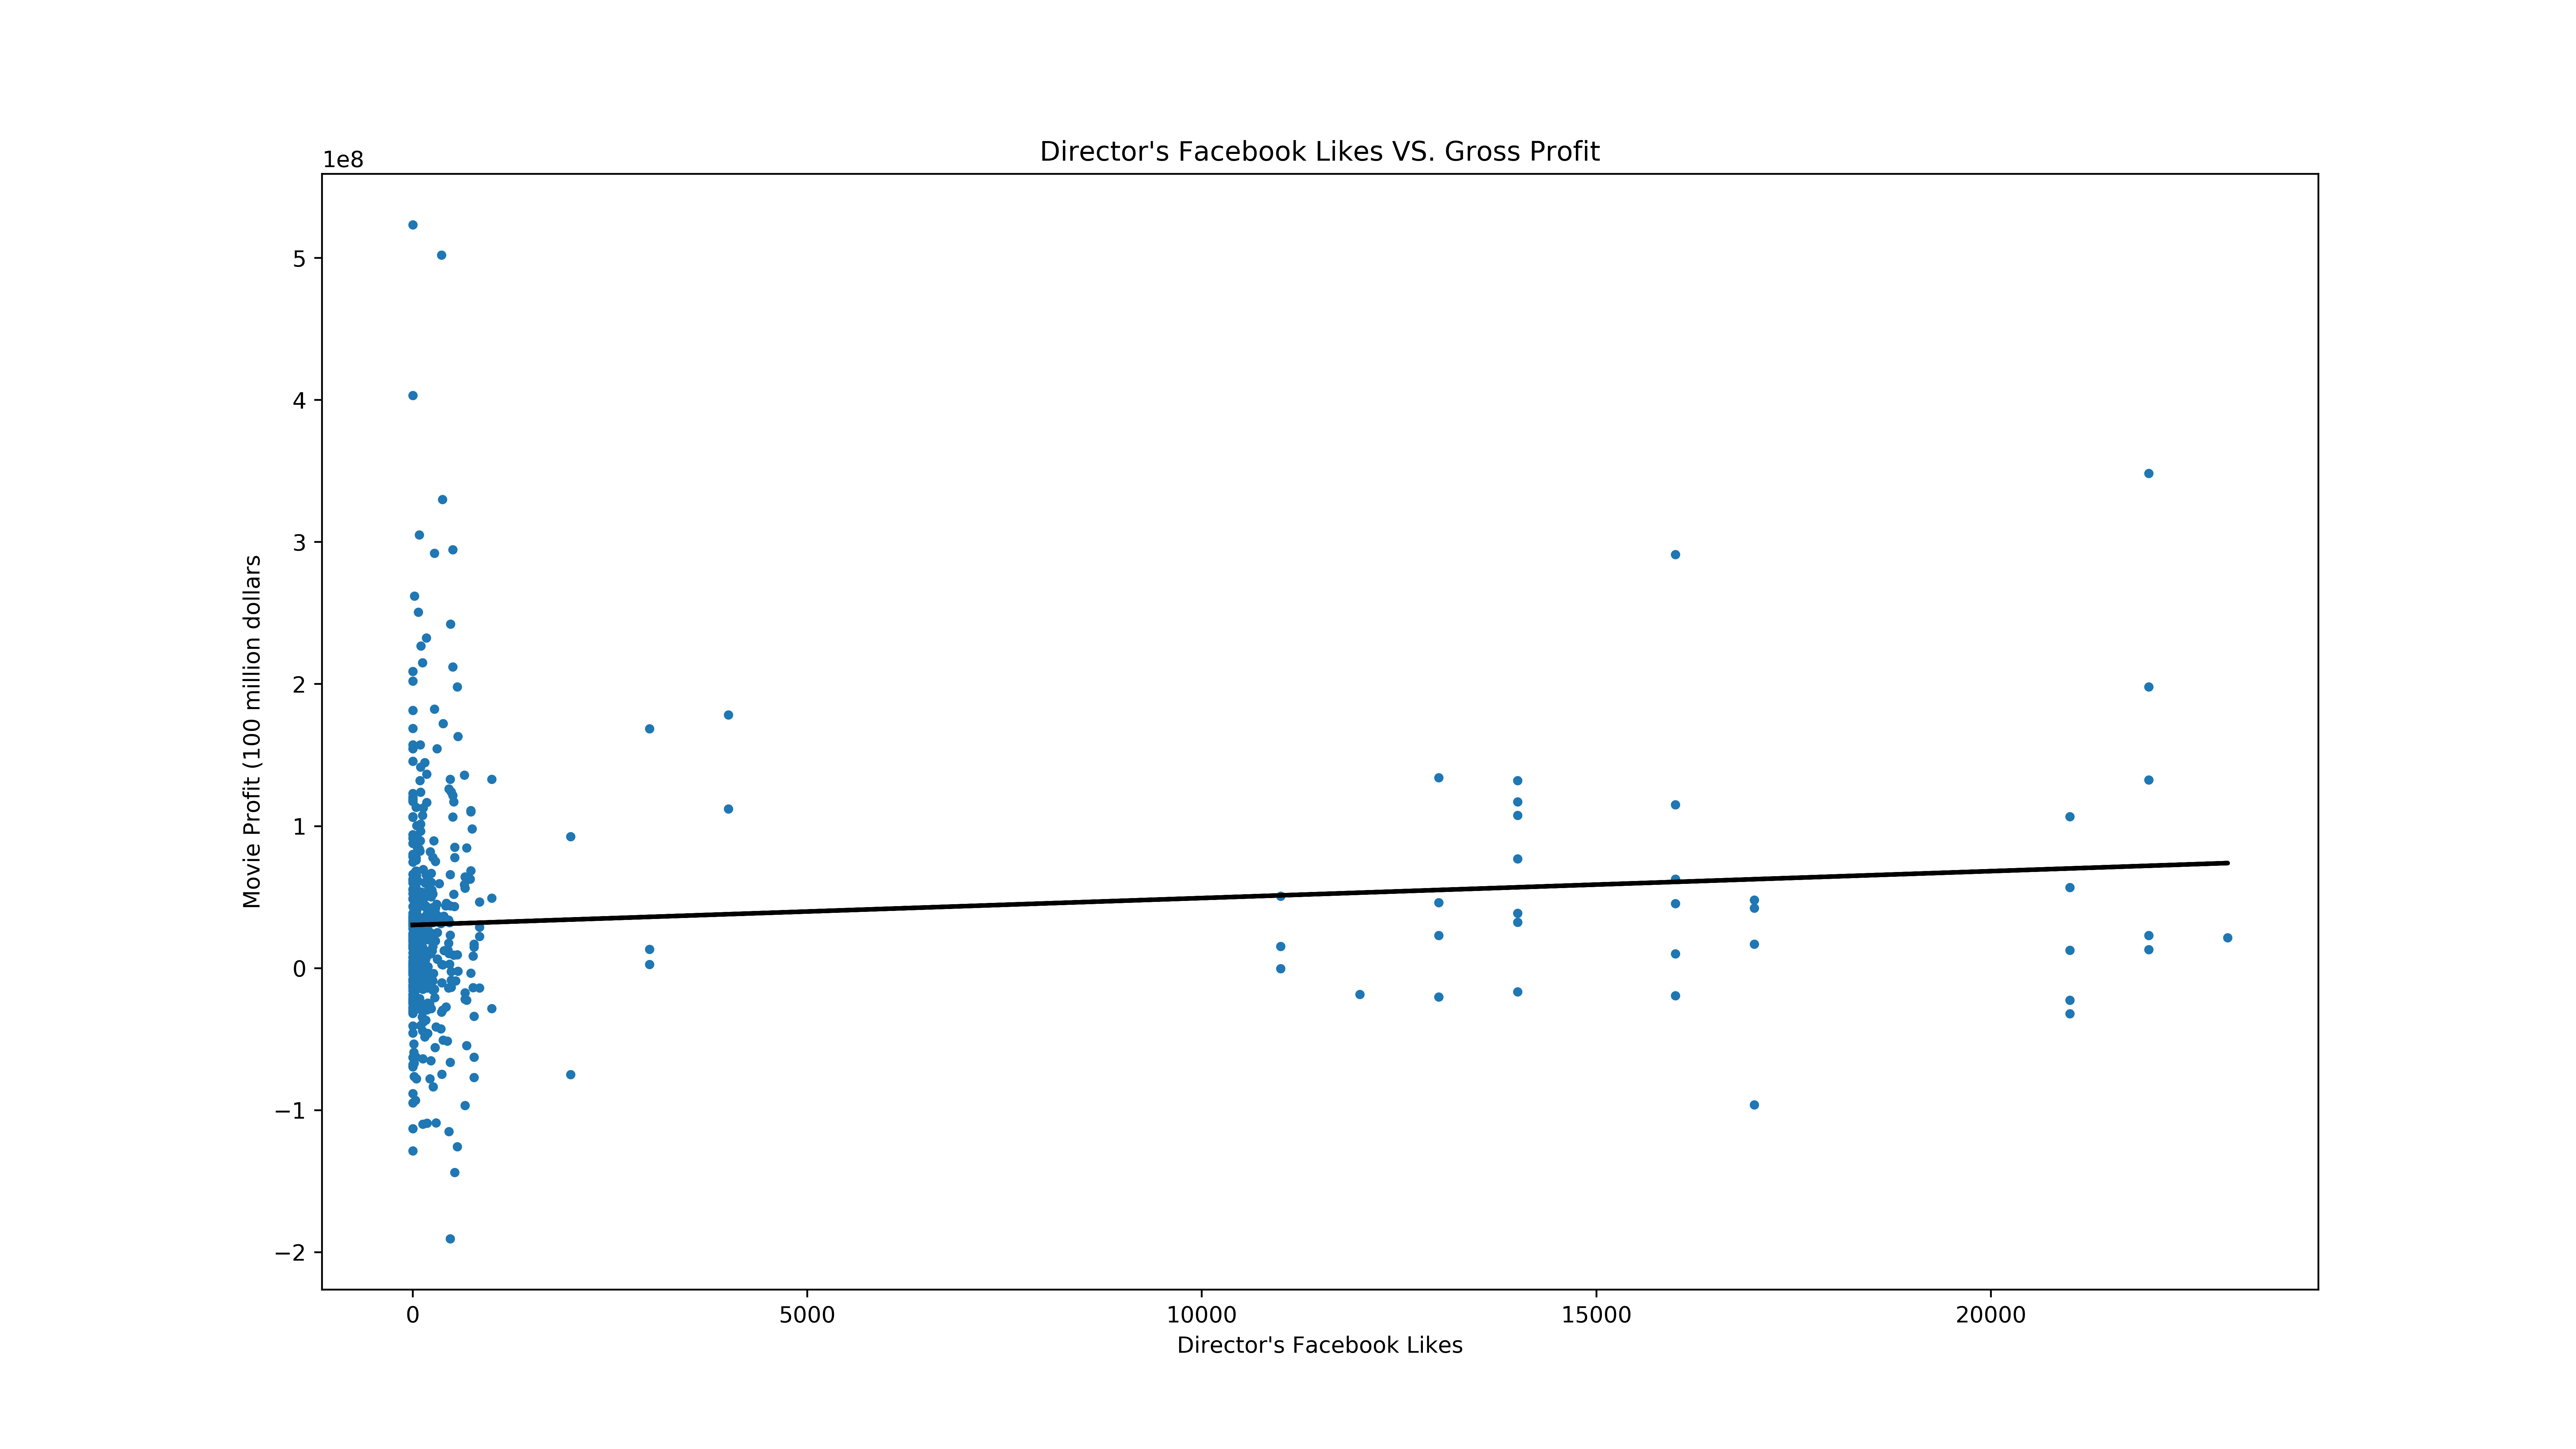 Director's Facebook Likes VS. Gross Profit
1e8
5
4
3
2
1
0
−1
−2
Movie Profit (100 million dollars
0 5000 10000 15000 20000
Director's Facebook Likes